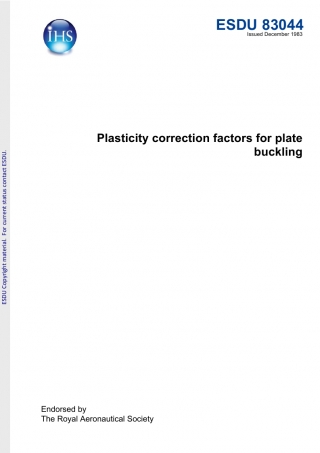 IHS
ESDU 83044
Issued December 1983
Plasticity correction factors for plate
buckling
ESDU Copyright material. For current status contact ESDU.
Endorsed by
The Royal Aeronautical Society